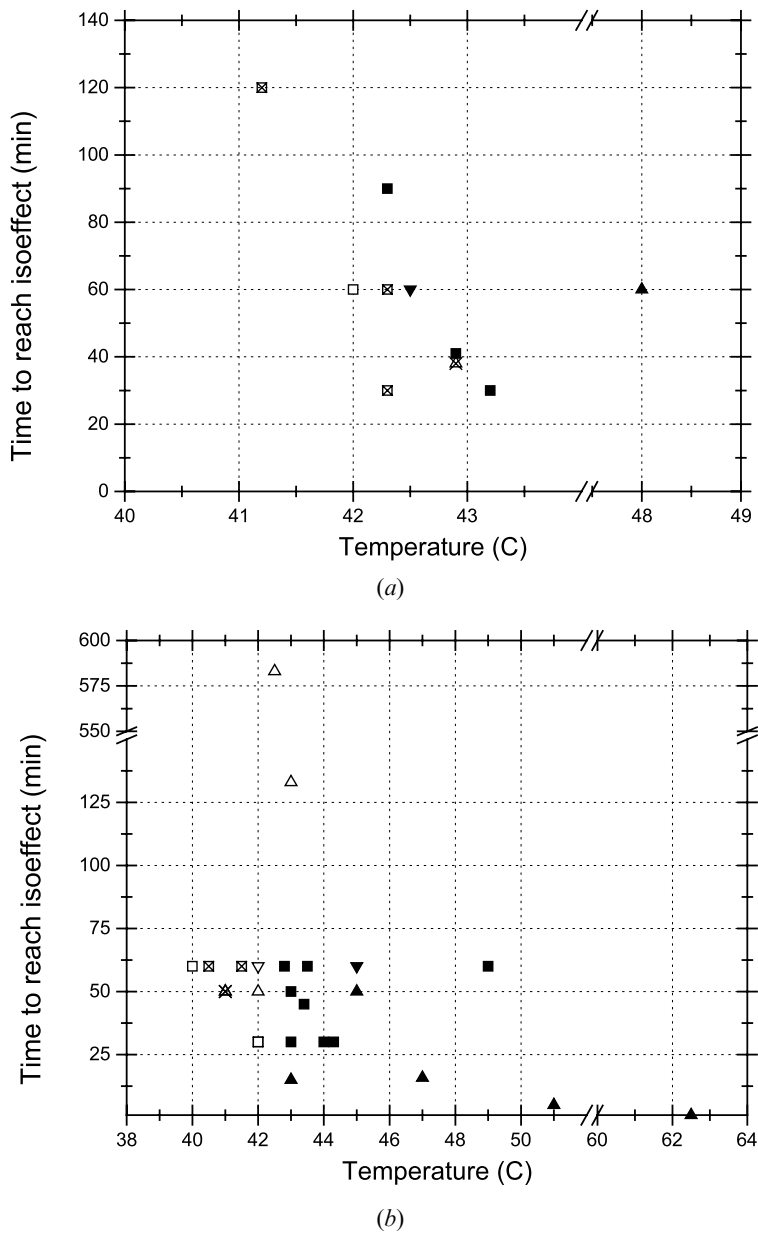 140
120
100
80
60
40
20
0
40 41 42 43 48 49
Time to reach isoeffect (min)
Temperature (C)
(a)
600
575
550
125
100
75
50
25
38 40 42 44 46 48 50 60 62 64
Time to reach isoeffect (min)
Temperature (C)
(b)